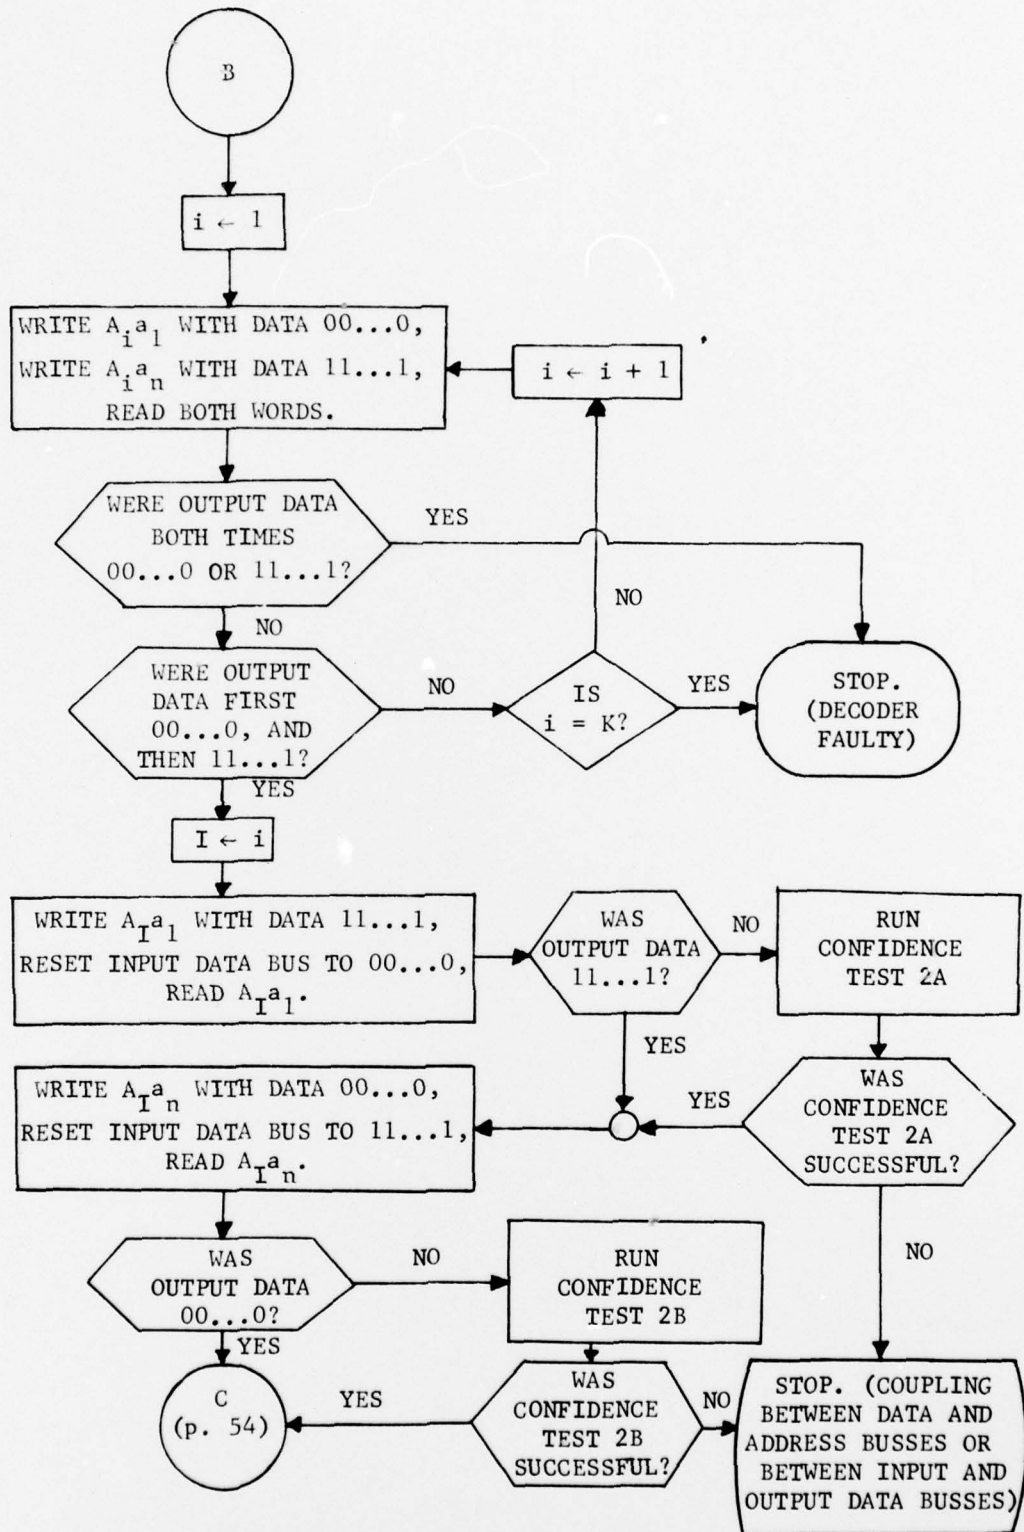 B
i ← 1
WRITE A_i a_1 WITH DATA 00...0,
WRITE A_i a_n WITH DATA 11...1,
READ BOTH WORDS.
i ← i + 1
WERE OUTPUT DATA
BOTH TIMES
00...0 OR 11...1?
YES
NO
NO
WERE OUTPUT
DATA FIRST
00...0, AND
THEN 11...1?
NO
IS
i = K?
YES
STOP.
(DECODER
FAULTY)
YES
I ← i
WRITE A_I a_1 WITH DATA 11...1,
RESET INPUT DATA BUS TO 00...0,
READ A_I a_1.
WAS
OUTPUT DATA
11...1?
NO
RUN
CONFIDENCE
TEST 2A
YES
WAS
CONFIDENCE
TEST 2A
SUCCESSFUL?
YES
NO
WRITE A_I a_n WITH DATA 00...0,
RESET INPUT DATA BUS TO 11...1,
READ A_I a_n.
WAS
OUTPUT DATA
00...0?
NO
RUN
CONFIDENCE
TEST 2B
YES
C
(p. 54)
YES
WAS
CONFIDENCE
TEST 2B
SUCCESSFUL?
NO
STOP. (COUPLING
BETWEEN DATA AND
ADDRESS BUSSES OR
BETWEEN INPUT AND
OUTPUT DATA BUSSES)